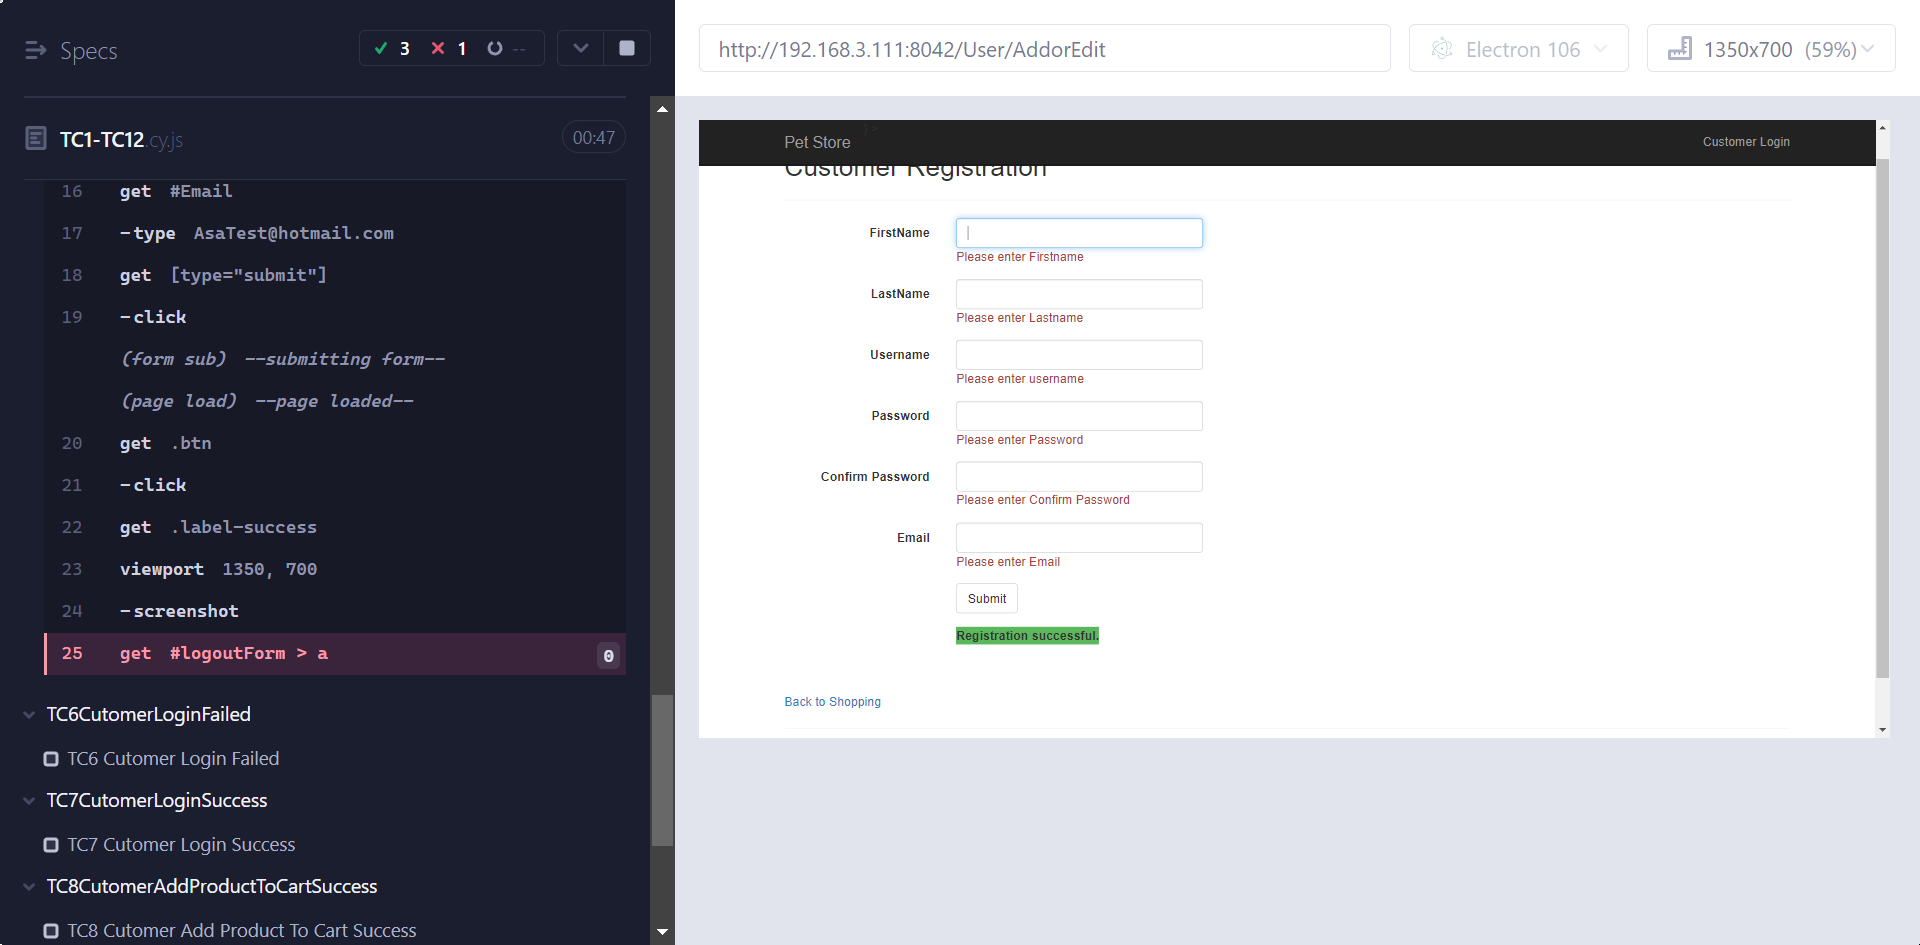 Specs
3 1 --
TC1-TC12.cy.js 00:47
16 get #Email
17 -type AsaTest@hotmail.com
18 get [type="submit"]
19 -click
(form sub) --submitting form--
(page load) --page loaded--
20 get .btn
21 -click
22 get .label-success
23 viewport 1350, 700
24 -screenshot
25 get #logoutForm > a 0
TC6CutomerLoginFailed
TC6 Cutomer Login Failed
TC7CutomerLoginSuccess
TC7 Cutomer Login Success
TC8CutomerAddProductToCartSuccess
TC8 Cutomer Add Product To Cart Success
http://192.168.3.111:8042/User/AddorEdit
Electron 106
1350x700 (59%)
Pet Store
Customer Login
Customer Registration
FirstName
Please enter Firstname
LastName
Please enter Lastname
Username
Please enter username
Password
Please enter Password
Confirm Password
Please enter Confirm Password
Email
Please enter Email
Submit
Registration successful.
Back to Shopping